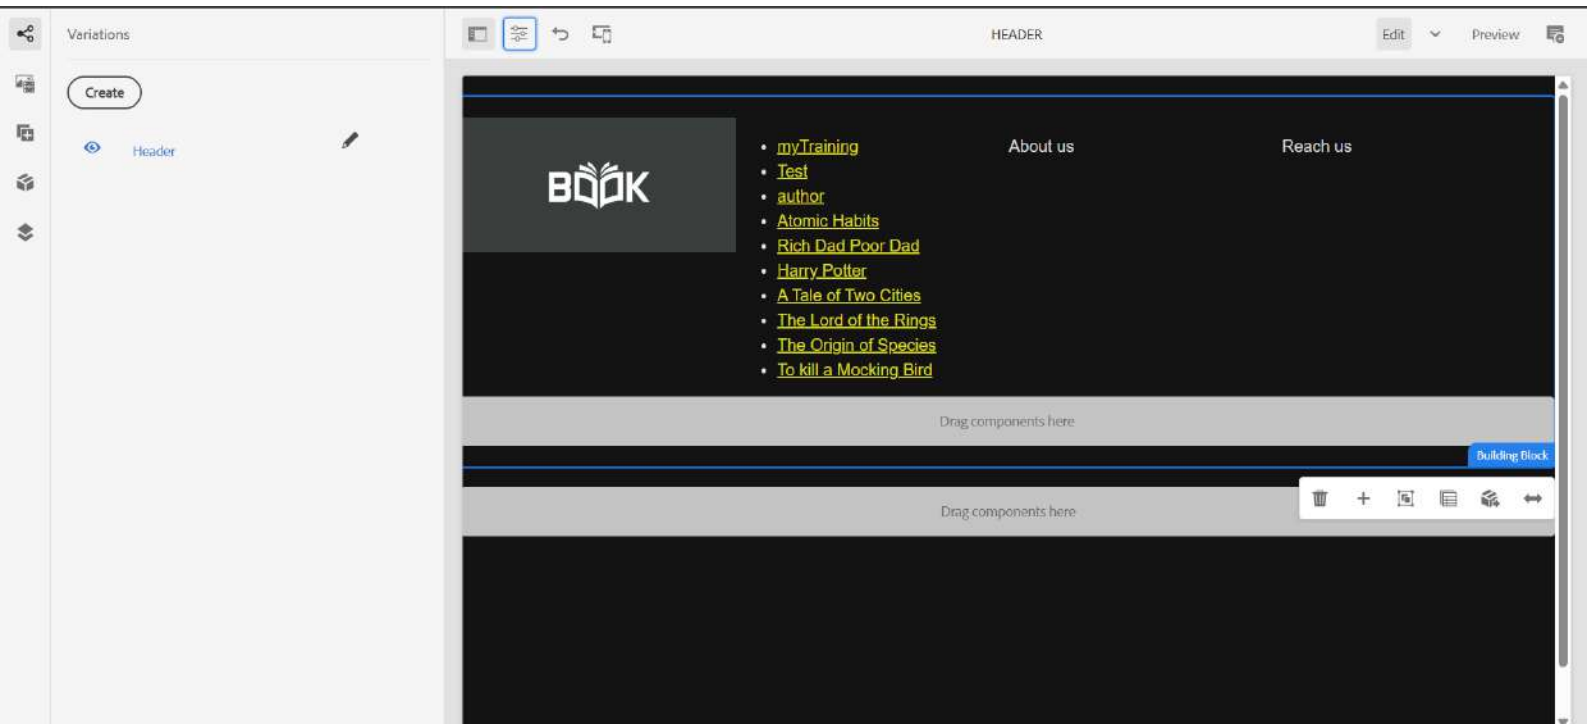 Variations
HEADER
Edit
Preview
Create
Header
BOOK
myTraining
Test
author
Atomic Habits
Rich Dad Poor Dad
Harry Potter
A Tale of Two Cities
The Lord of the Rings
The Origin of Species
To kill a Mocking Bird
About us
Reach us
Drag components here
Building Block
Drag components here